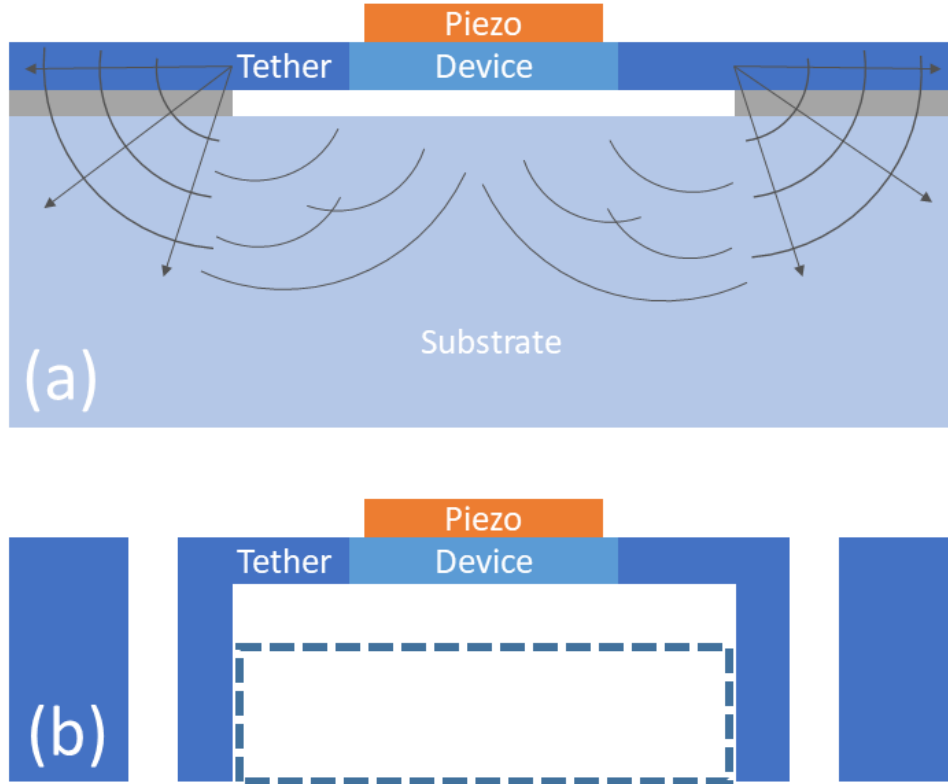 Piezo
Tether
Device
Substrate
(a)
Piezo
Tether
Device
(b)